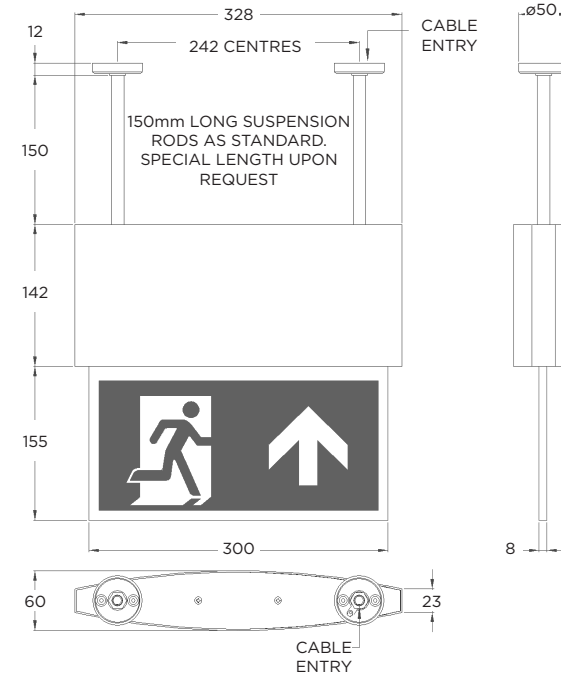 328
ø50
12
242 CENTRES
CABLE
ENTRY
150mm LONG SUSPENSION
RODS AS STANDARD.
SPECIAL LENGTH UPON
REQUEST
150
142
155
300
8
60
23
CABLE
ENTRY